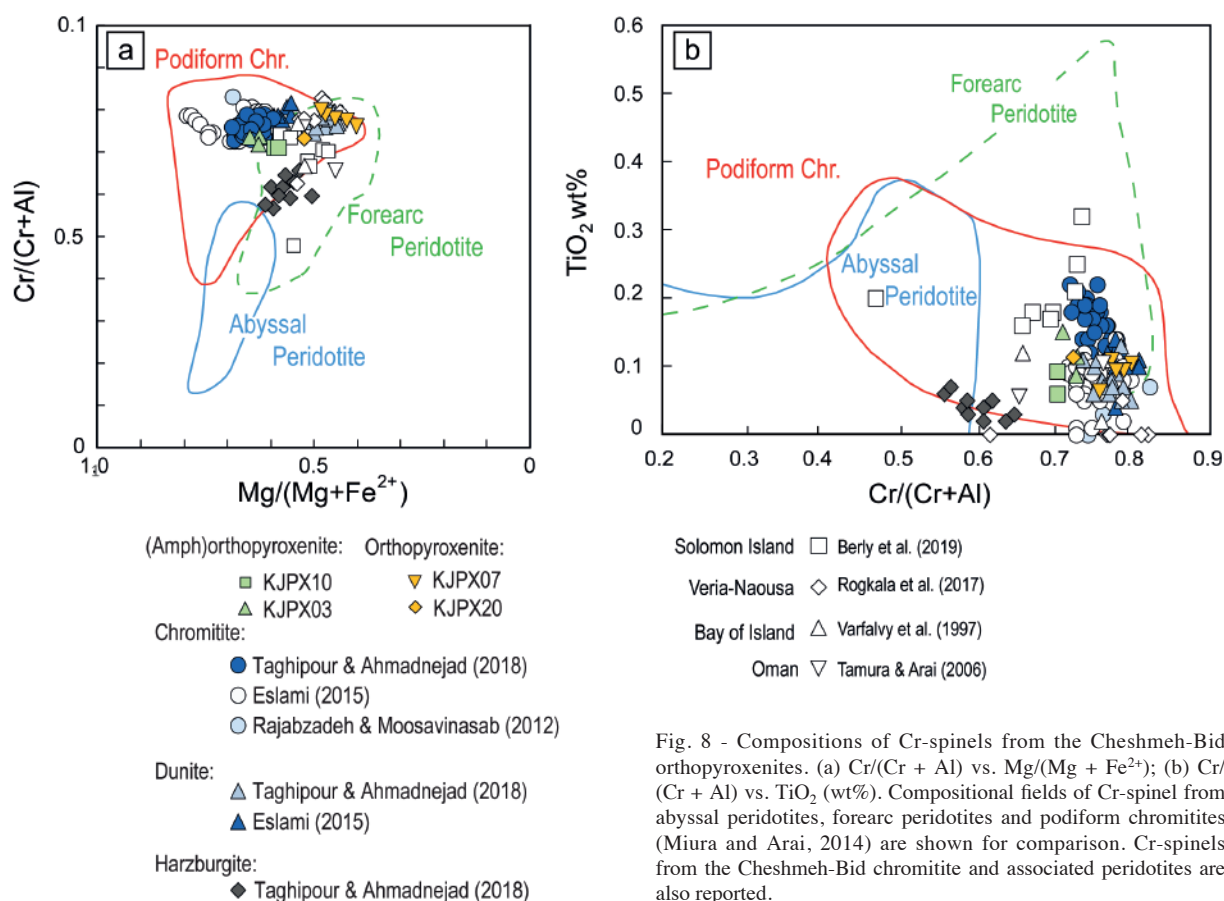 0.1
a
Podiform Chr.
Forearc
Peridotite
Abyssal
Peridotite
0.5
0
Cr/(Cr+Al)
0.5
0
Mg/(Mg+Fe2+)
0.6
b
0.5
0.4
0.3
0.2
0.1
0
TiO2 wt%
Forearc
Peridotite
Podiform Chr.
Abyssal
Peridotite
0.2
0.3
0.4
0.5
0.6
0.7
0.8
0.9
Cr/(Cr+Al)
(Amph)orthopyroxenite:
Orthopyroxenite:
KJPX10
KJPX07
KJPX03
KJPX20
Chromitite:
Taghipour & Ahmadnejad (2018)
Eslami (2015)
Rajabzadeh & Moosavinasab (2012)
Dunite:
Taghipour & Ahmadnejad (2018)
Eslami (2015)
Harzburgite:
Taghipour & Ahmadnejad (2018)
Solomon Island Berly et al. (2019)
Veria-Naousa Rogkala et al. (2017)
Bay of Island Varfalvy et al. (1997)
Oman Tamura & Arai (2006)
Fig. 8 - Compositions of Cr-spinels from the Cheshmeh-Bid
orthopyroxenites. (a) Cr/(Cr + Al) vs. Mg/(Mg + Fe2+); (b) Cr/
(Cr + Al) vs. TiO2 (wt%). Compositional fields of Cr-spinel from
abyssal peridotites, forearc peridotites and podiform chromitites
(Miura and Arai, 2014) are shown for comparison. Cr-spinels
from the Cheshmeh-Bid chromitite and associated peridotites are
also reported.